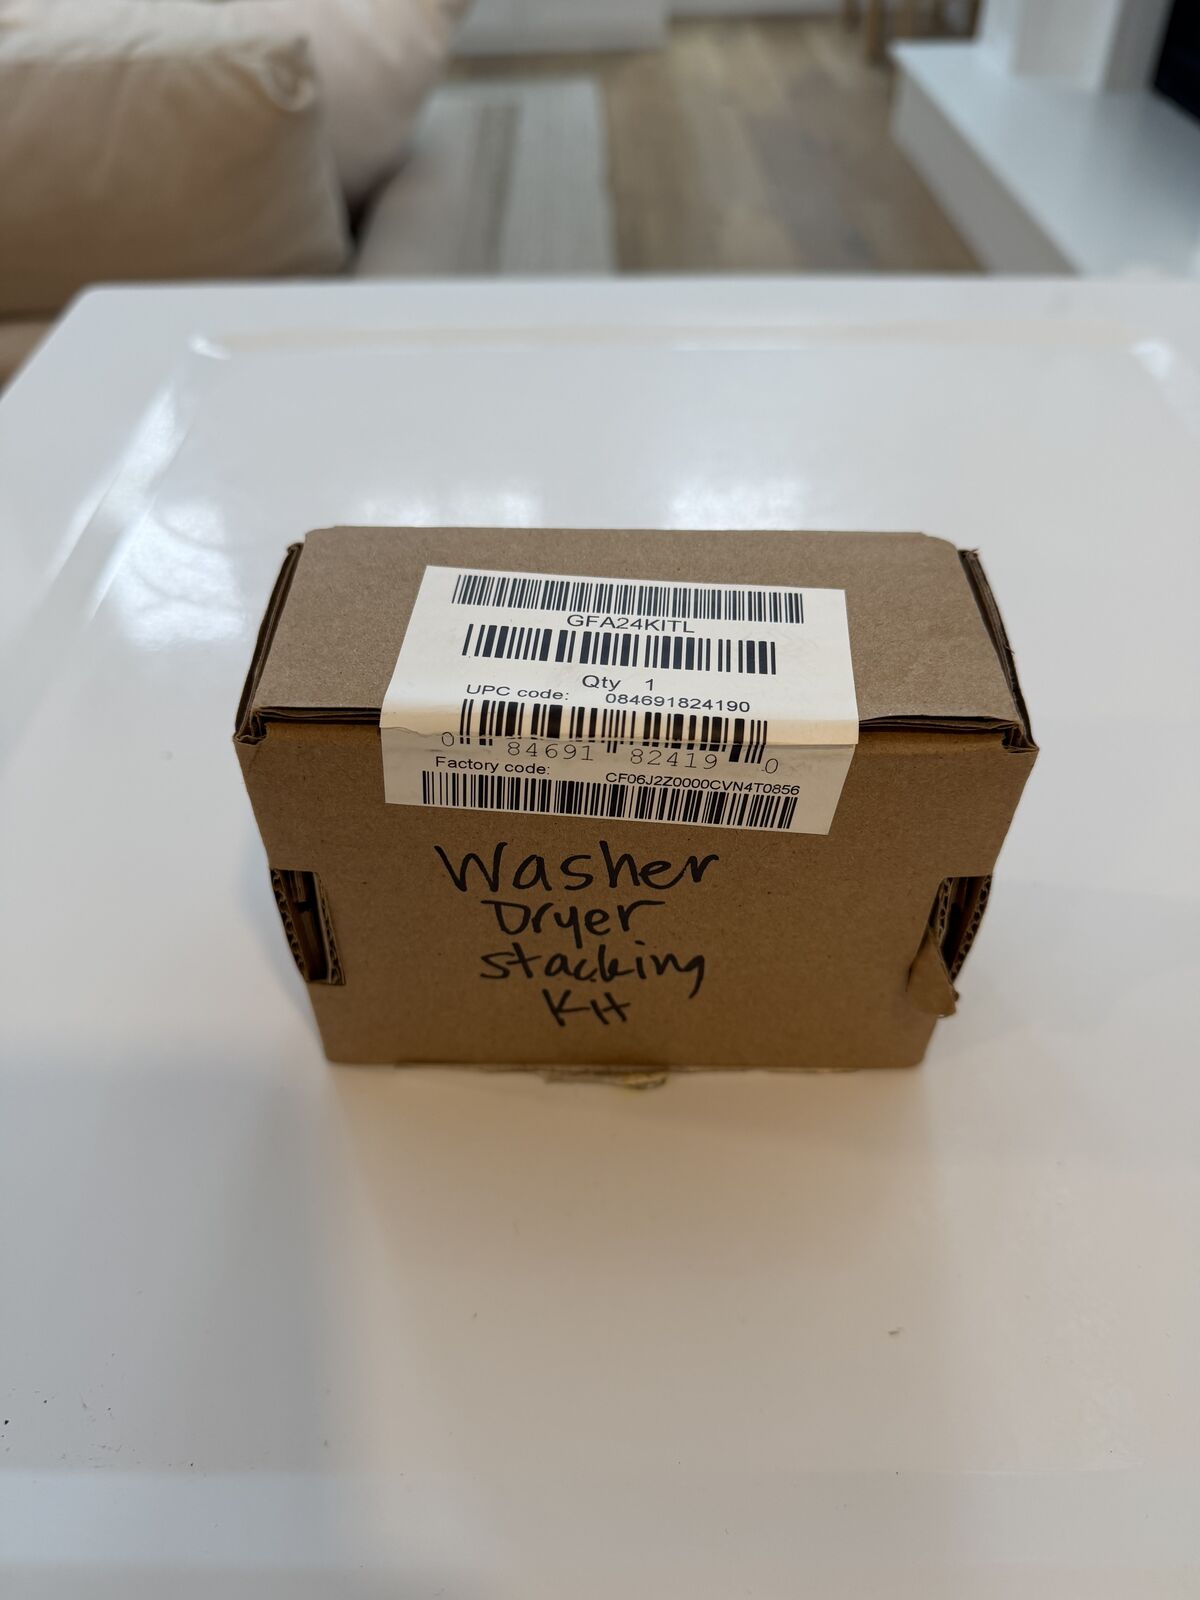 GFA24KITL
Qty 1
UPC code: 084691824190
0 84691 82419 0
Factory code: CF06J2Z0000CVN4T0856
Washer
Dryer
stacking
Kit